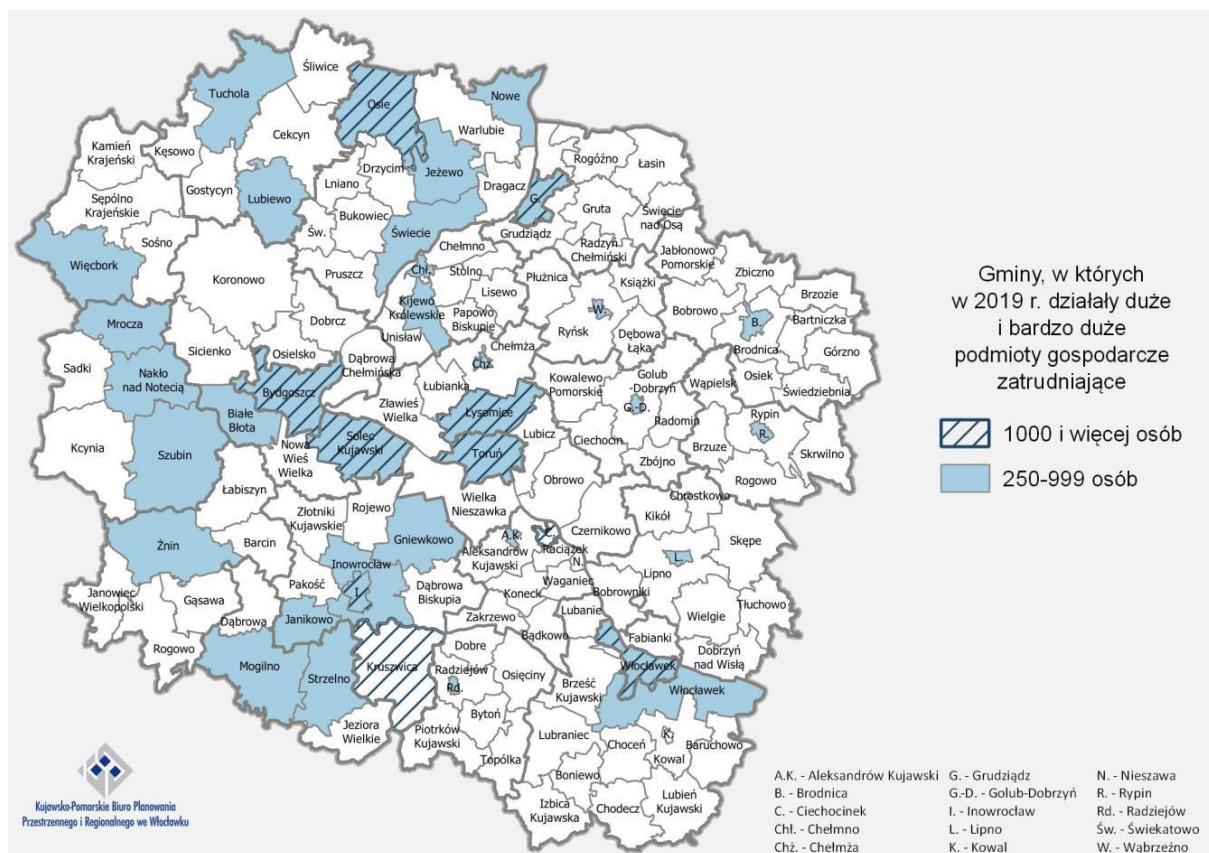 Śliwice
Tuchola
Nowe
Osie
Warlubie
Cekcyn
Kamień
Krajeński
Kęsowo
Rogóźno
Łasin
Drzycim
Jeżewo
Gostycyn
Lniano
Dragacz
Lubiewo
G.
Sępólno
Krajeńskie
Bukowiec
Gruta
Świecie
nad Osą
Św.
Świecie
Grudziądz
Sośno
Chełmno
Radzyń
Chełmiński
Jabłonowo
Pomorskie
Więcbork
Chł.
Stolno
Płużnica
Zbiczno
Pruszcz
Koronowo
Książki
Lisewo
Brzozie
Kijewo
Królewskie
W.
Bobrowo
Papowo
Biskupie
Bartniczka
Mrocza
Dobrcz
B.
Ryńsk
Dębowa
Łąka
Unisław
Brodnica
Sicienko
Osielsko
Chełmża
Górzno
Dąbrowa
Chełmińska
Chż.
Sadki
Nakło
nad Notecią
Golub
-Dobrzyń
Osiek
Kowalewo
Pomorskie
Wąpielsk
Łubianka
Świedziebnia
Bydgoszcz
Zławieś
Wielka
Łysomice
G.-D.
Rypin
Białe
Błota
Radomin
R.
Solec
Kujawski
Lubicz
Kcynia
Nowa
Wieś
Wielka
Ciechocin
Brzuze
Szubin
Toruń
Skrwilno
Zbójno
Obrowo
Rogowo
Łabiszyn
Wielka
Nieszawka
Chrostkowo
Złotniki
Kujawskie
Rojewo
Kikół
Gniewkowo
A.K.
C.
Czernikowo
Skępe
Żnin
Barcin
Raciążek
Aleksandrów
Kujawski
Inowrocław
N.
L.
Lipno
Janowiec
Wielkopolski
Pakość
Waganiec
Dąbrowa
Biskupia
Gąsawa
I.
Koneck
Bobrowniki
Tłuchowo
Lubanie
Wielgie
Dąbrowa
Janikowo
Zakrzewo
Bądkowo
Rogowo
Fabianki
Dobre
Dobrzyń
nad Wisłą
Mogilno
Kruszwica
Włocławek
Radziejów
Strzelno
Osięciny
Brześć
Kujawski
Włocławek
Rd.
Bytoń
Jeziora
Wielkie
Piotrków
Kujawski
Lubraniec
K.
Choceń
Baruchowo
Kowal
Topólka
Boniewo
Izbica
Kujawska
Chodecz
Lubień
Kujawski
Gminy, w których
w 2019 r. działały duże
i bardzo duże
podmioty gospodarcze
zatrudniające
1000 i więcej osób
250-999 osób
Kujawsko-Pomorskie Biuro Planowania
Przestrzennego i Regionalnego we Włocławku
A.K. - Aleksandrów Kujawski
B. - Brodnica
C. - Ciechocinek
Chł. - Chełmno
Chż. - Chełmża
G. - Grudziądz
G.-D. - Golub-Dobrzyń
I. - Inowrocław
L. - Lipno
K. - Kowal
N. - Nieszawa
R. - Rypin
Rd. - Radziejów
Św. - Świekatowo
W. - Wąbrzeźno